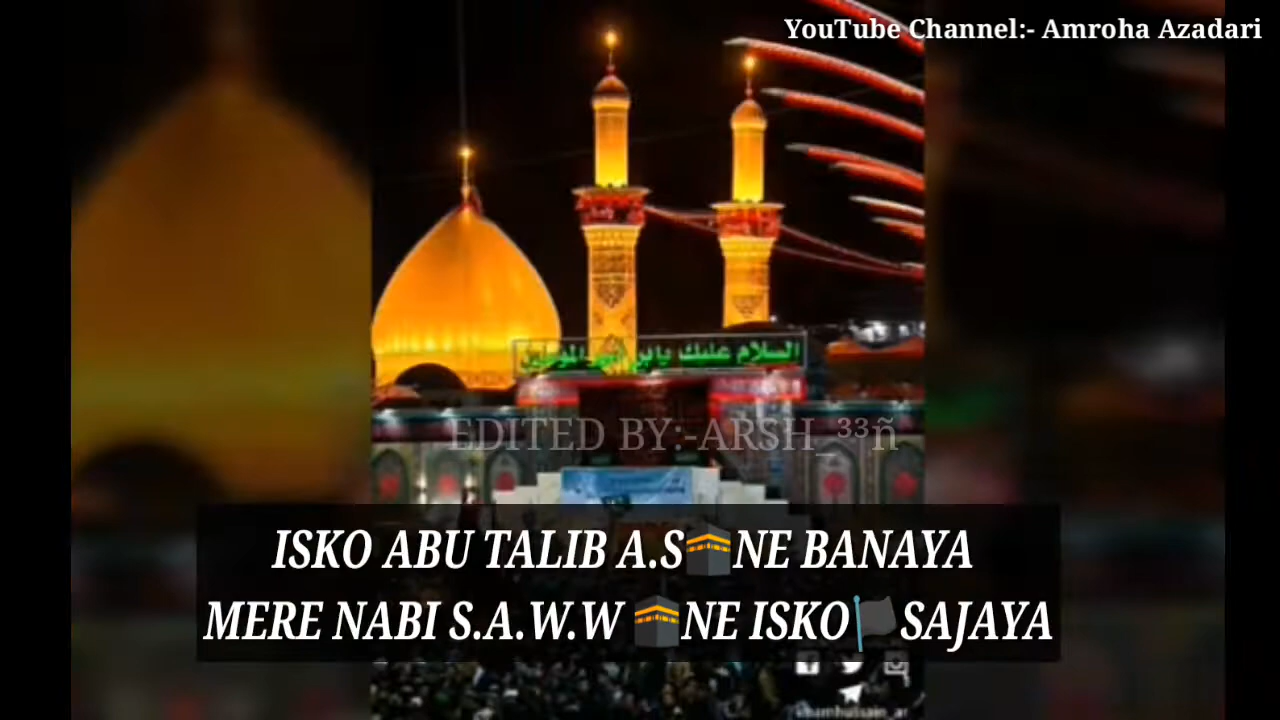 YouTube Channel:- Amroha Azadari
السلام عليك يا
EDITED BY:-ARSH_³³ñ
ISKO ABU TALIB A.S🕋NE BANAYA
MERE NABI S.A.W.W 🕋NE ISKO🏳SAJAYA